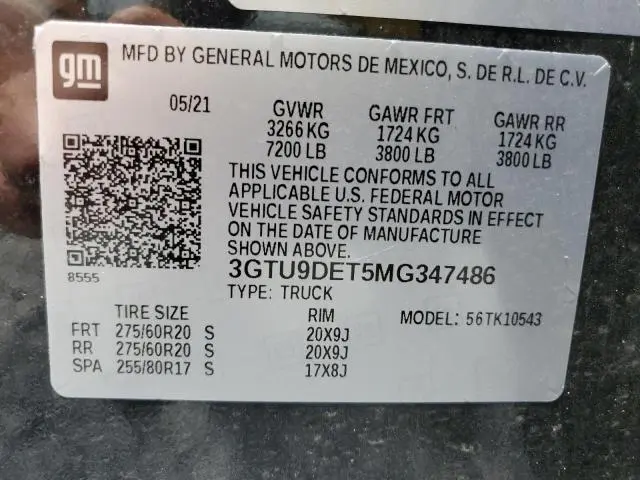 gm
MFD BY GENERAL MOTORS DE MEXICO, S. DE R.L. DE C.V.
05/21 GVWR GAWR FRT GAWR RR
3266 KG 1724 KG 1724 KG
7200 LB 3800 LB 3800 LB
THIS VEHICLE CONFORMS TO ALL
APPLICABLE U.S. FEDERAL MOTOR
VEHICLE SAFETY STANDARDS IN EFFECT
ON THE DATE OF MANUFACTURE
SHOWN ABOVE.
8555
3GTU9DET5MG347486
TYPE: TRUCK
TIRE SIZE RIM MODEL: 56TK10543
FRT 275/60R20 S 20X9J
RR 275/60R20 S 20X9J
SPA 255/80R17 S 17X8J